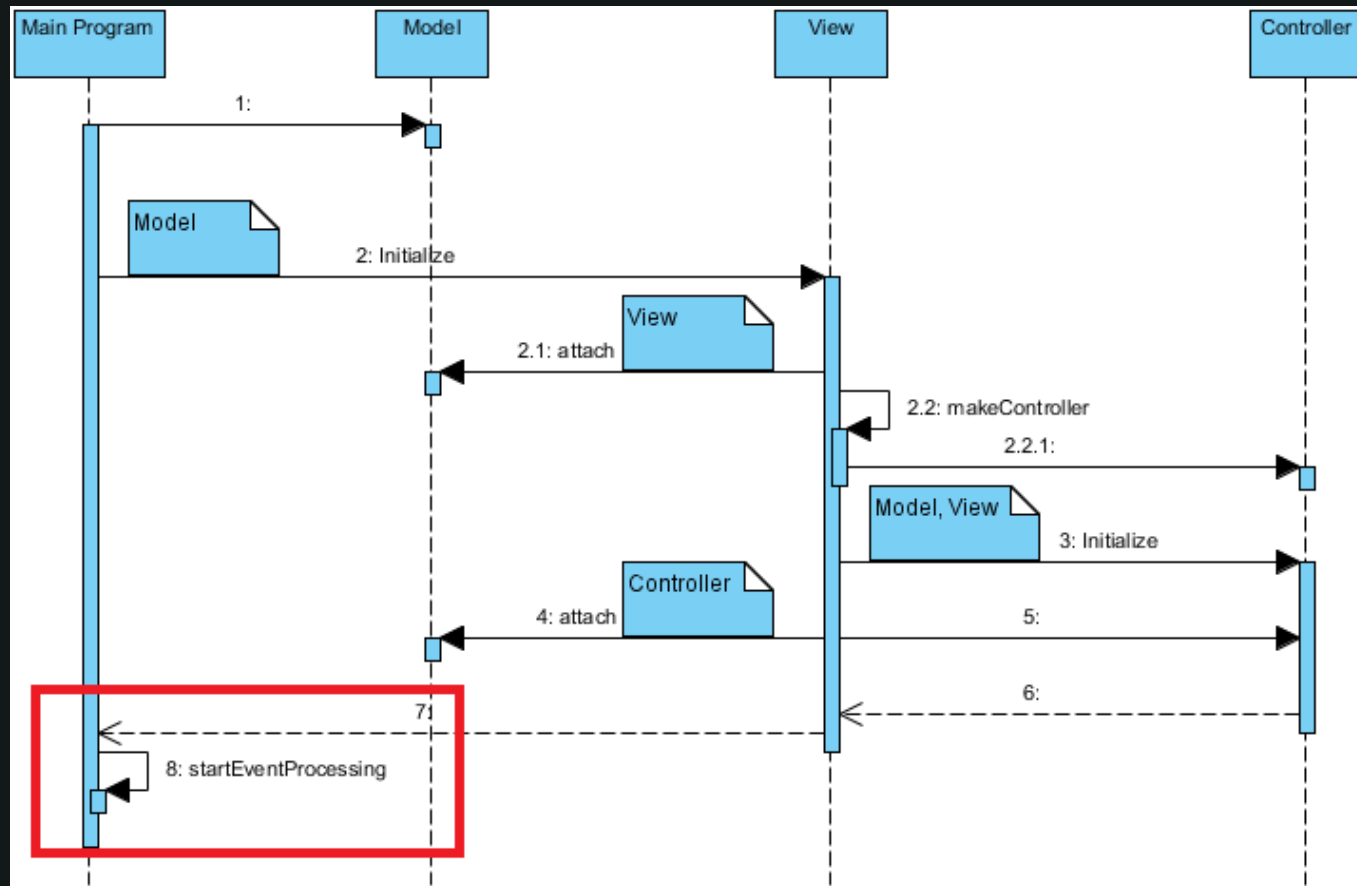 Main Program
Model
View
Controller
1:
Model
2: Initialize
View
2.1: attach
2.2: makeController
2.2.1:
Model, View
3: Initialize
Controller
4: attach
5:
6:
7:
8: startEventProcessing